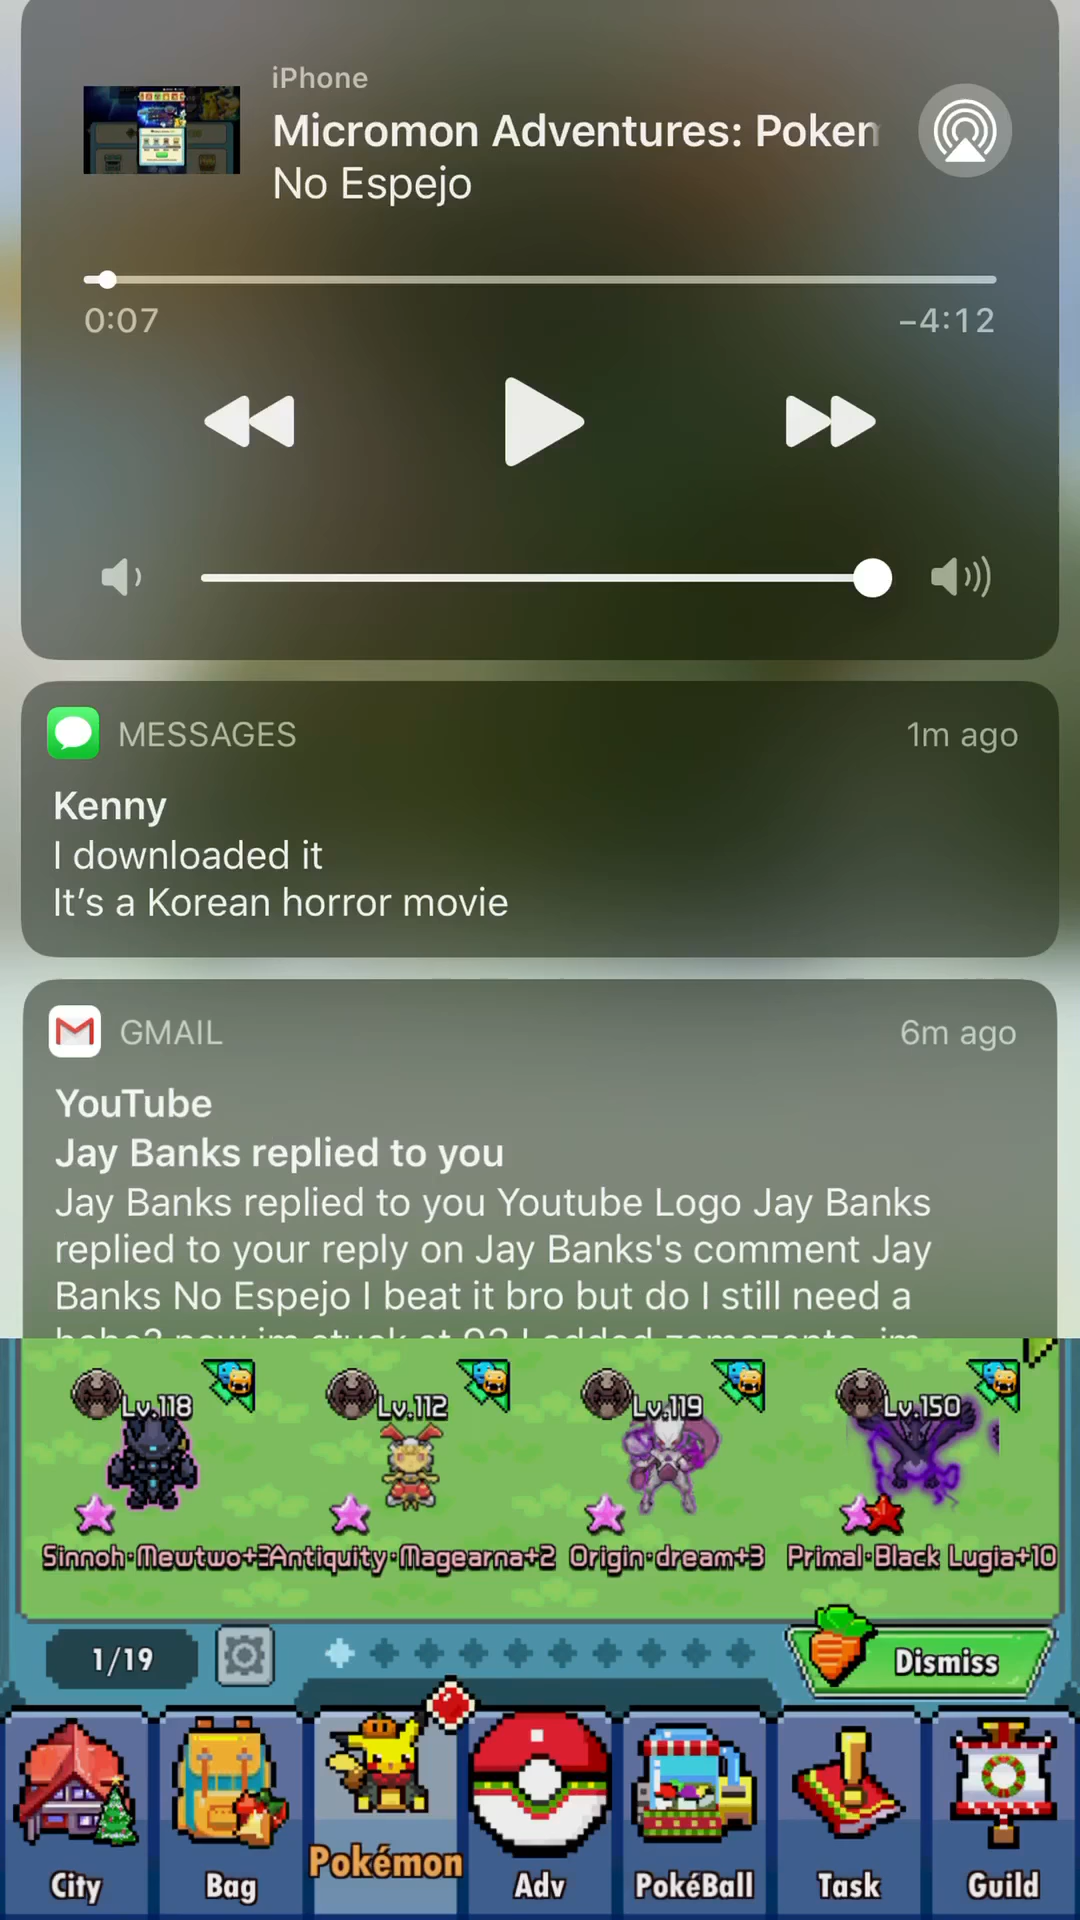 iPhone
Micromon Adventures: Poken
No Espejo
0:07
–4:12
MESSAGES
1m ago
Kenny
I downloaded it
It’s a Korean horror movie
GMAIL
6m ago
YouTube
Jay Banks replied to you
Jay Banks replied to you Youtube Logo Jay Banks
replied to your reply on Jay Banks's comment Jay
Banks No Espejo I beat it bro but do I still need a
Lv.118
Lv.112
Lv.119
Lv.150
Sinnoh·Mewtwo+3
Antiquity·Magearna+2
Origin·dream+3
Primal·Black Lugia+10
1/19
Dismiss
City
Bag
Pokémon
Adv
PokéBall
Task
Guild